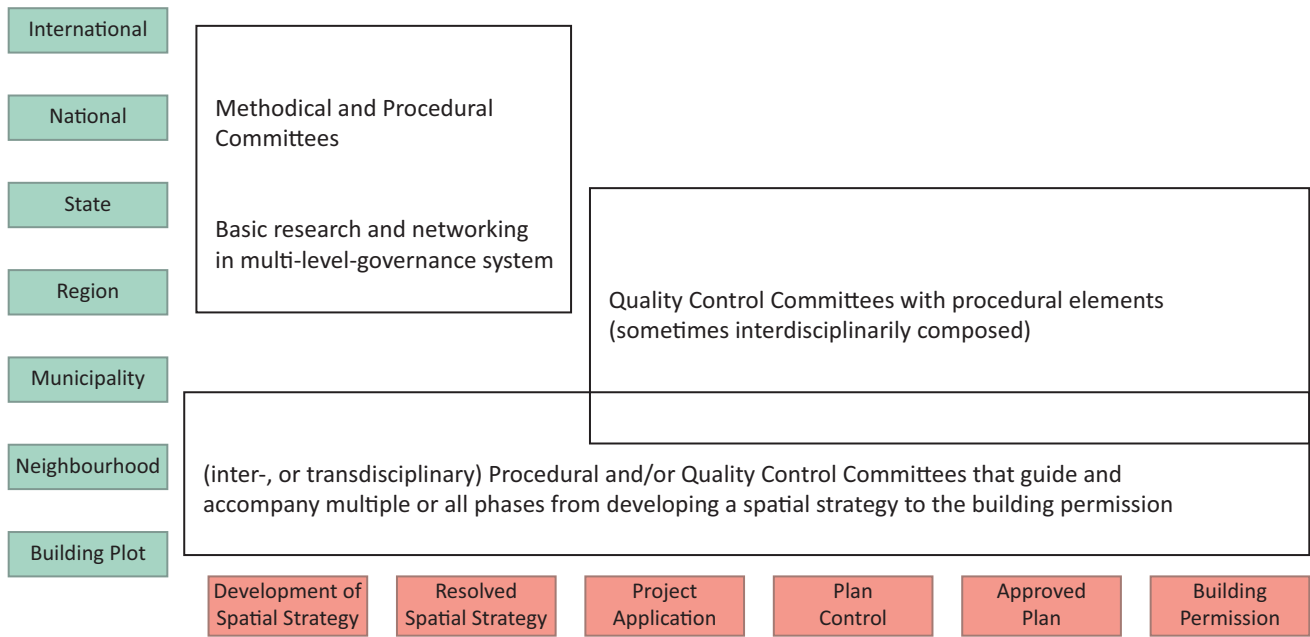 International
National
State
Region
Municipality
Neighbourhood
Building Plot
Methodical and Procedural
Committees
Basic research and networking
in multi-level-governance system
Quality Control Committees with procedural elements
(sometimes interdisciplinarily composed)
(inter-, or transdisciplinary) Procedural and/or Quality Control Committees that guide and
accompany multiple or all phases from developing a spatial strategy to the building permission
Development of
Spatial Strategy
Resolved
Spatial Strategy
Project
Application
Plan
Control
Approved
Plan
Building
Permission